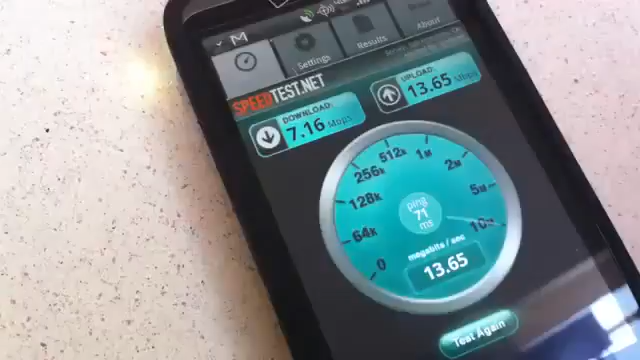 Settings
Results
About
SPEEDTEST.NET
DOWNLOAD:
7.16 Mbps
UPLOAD:
13.65 Mbps
0
64k
128k
256k
512k
1M
2M
5M
10M
ping
71
ms
megabits / sec
13.65
Test Again